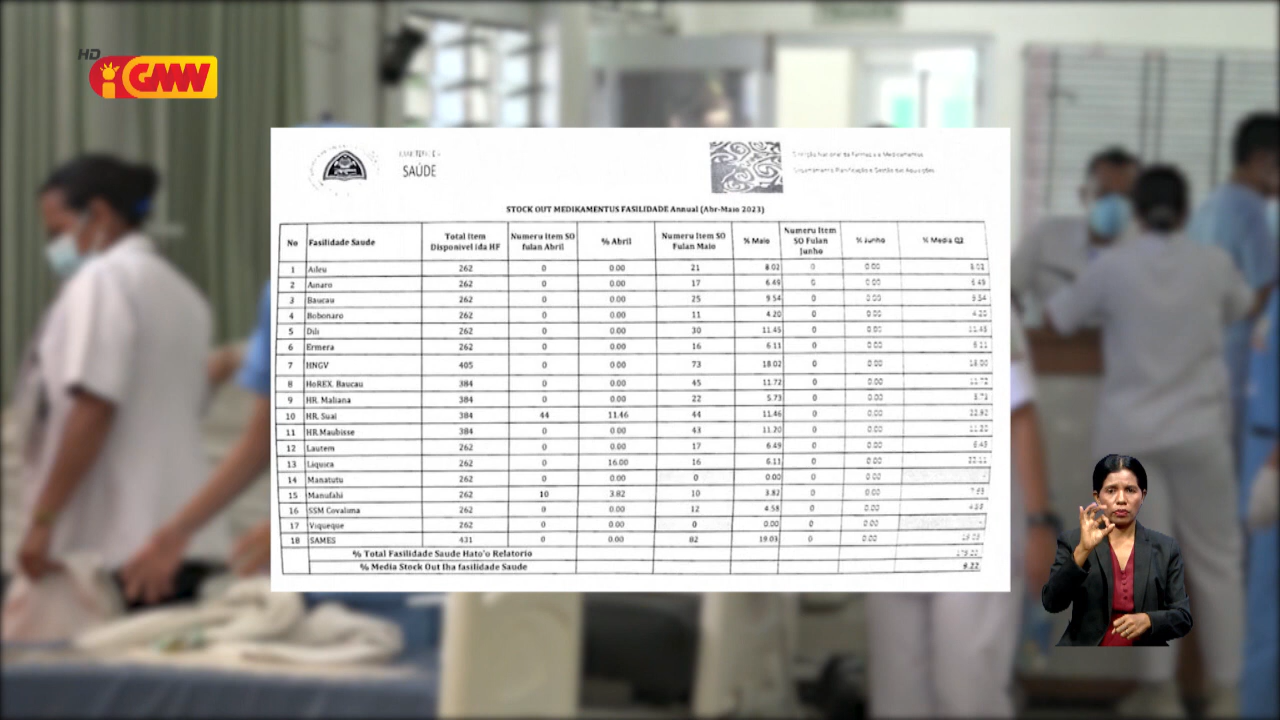 HD
GMN
SAÚDE
STOCK OUT MEDIKAMENTUS FASILIDADE Annual (Abr-Maio 2023)
No Fasilidade Saude Total Item Disponivel ida HF Numeru Item SO fulan Abril % Abril Numeru Item SO Fulan Maio % Maio Numeru Item SO Fulan Junho % Junho % Media Q2
1 Aileu 262 0 0.00 21 8.02 0 0.00 8.02
2 Ainaro 262 0 0.00 17 6.49 0 0.00 6.49
3 Baucau 262 0 0.00 25 9.54 0 0.00 9.54
4 Bobonaro 262 0 0.00 11 4.20 0 0.00 4.20
5 Dili 262 0 0.00 30 11.45 0 0.00 11.45
6 Ermera 262 0 0.00 16 6.11 0 0.00 6.11
7 HNGV 405 0 0.00 73 18.02 0 0.00 18.00
8 HoREX. Baucau 384 0 0.00 45 11.72 0 0.00 11.72
9 HR. Maliana 384 0 0.00 22 5.73 0 0.00 5.73
10 HR. Suai 384 44 11.46 44 11.46 0 0.00 22.92
11 HR.Maubisse 384 0 0.00 43 11.20 0 0.00 11.20
12 Lautem 262 0 0.00 17 6.49 0 0.00
13 Liquica 262 0 16.00 16 6.11 0 0.00
14 Manatutu 262 0 0.00 0 0.00 0 0.00
15 Manufahi 262 10 3.82 10 3.82 0 0.00
16 SSM Covalima 262 0 0.00 12 4.58 0 0.00
17 Viqueque 262 0 0.00 0 0.00 0 0.00
18 SAMES 431 0 0.00 82 19.03 0 0.00
% Total Fasilidade Saude Hato'o Relatorio
% Media Stock Out iha fasilidade Saude